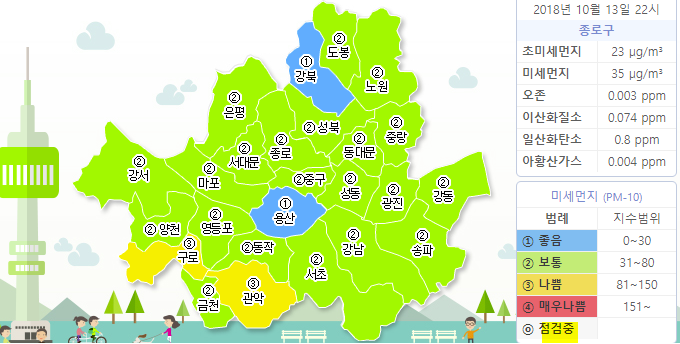 2018년 10월 13일 22시
종로구
초미세먼지 23 μg/m³
미세먼지 35 μg/m³
오존 0.003 ppm
이산화질소 0.074 ppm
일산화탄소 0.8 ppm
아황산가스 0.004 ppm
미세먼지 (PM-10)
범례 지수범위
① 좋음 0~30
② 보통 31~80
③ 나쁨 81~150
④ 매우나쁨 151~
◎ 점검중
② 도봉
① 강북
② 노원
② 은평
② 성북
② 중랑
② 종로
② 동대문
② 서대문
② 강서
② 마포
②중구
② 성동
② 광진
② 강동
① 용산
② 양천
② 영등포
③ 구로
②동작
② 강남
② 송파
② 서초
② 금천
③ 관악